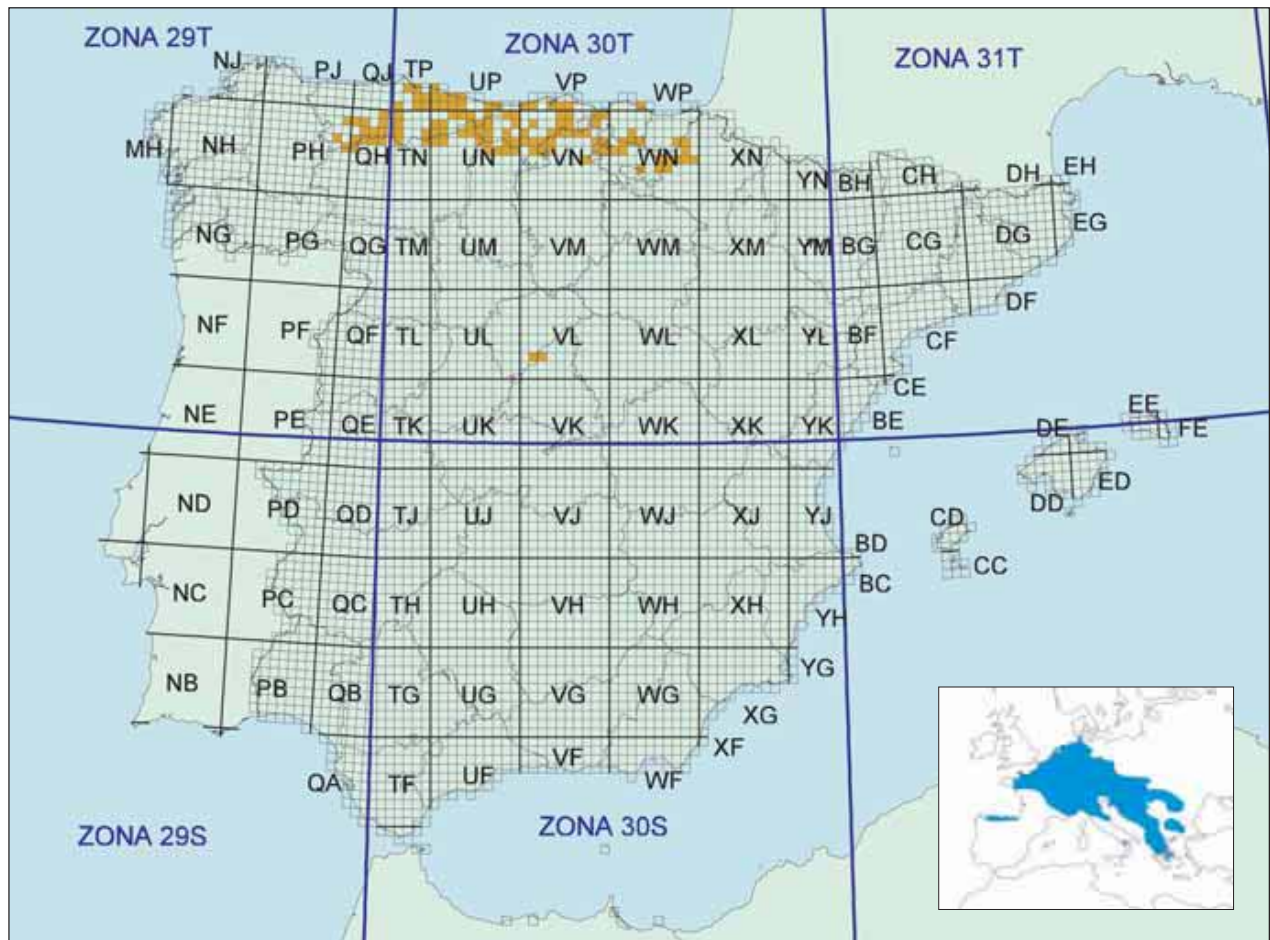 ZONA 29T
ZONA 30T
ZONA 31T
NJ PJ QJ TP UP VP WP
MH NH PH QH TN UN VN WN XN YN BH CH DH EH
NG PG QG TM UM VM WM XM YM BG CG DG EG
NF PF QF TL UL VL WL XL YL BF CF DF
NE PE QE TK UK VK WK XK YK BE CE DE EE FE
ND PD QD TJ UJ VJ WJ XJ YJ BD CD DD ED
NC PC QC TH UH VH WH XH YH BC CC
NB PB QB TG UG VG WG XG YG
QA TF UF VF WF XF
ZONA 29S
ZONA 30S